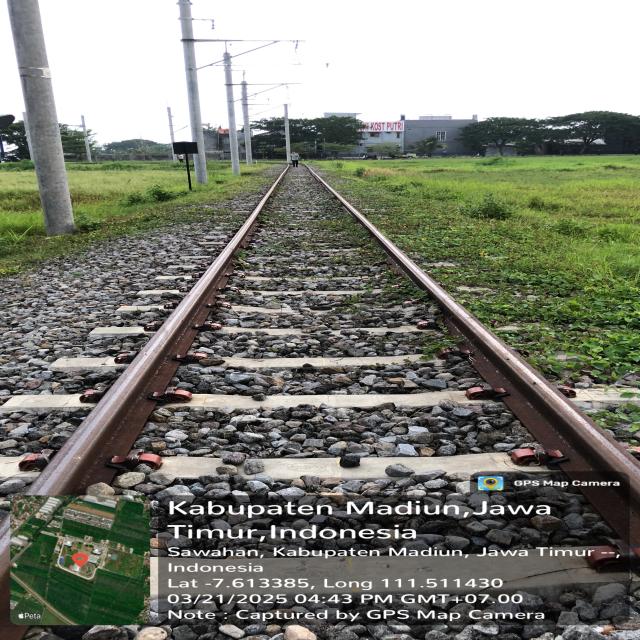 KOST PUTRI
GPS Map Camera
Kabupaten Madiun,Jawa
Timur,Indonesia
Sawahan, Kabupaten Madiun, Jawa Timur --,
Indonesia
Lat -7.613385, Long 111.511430
03/21/2025 04:43 PM GMT+07:00
Note : Captured by GPS Map Camera
Peta